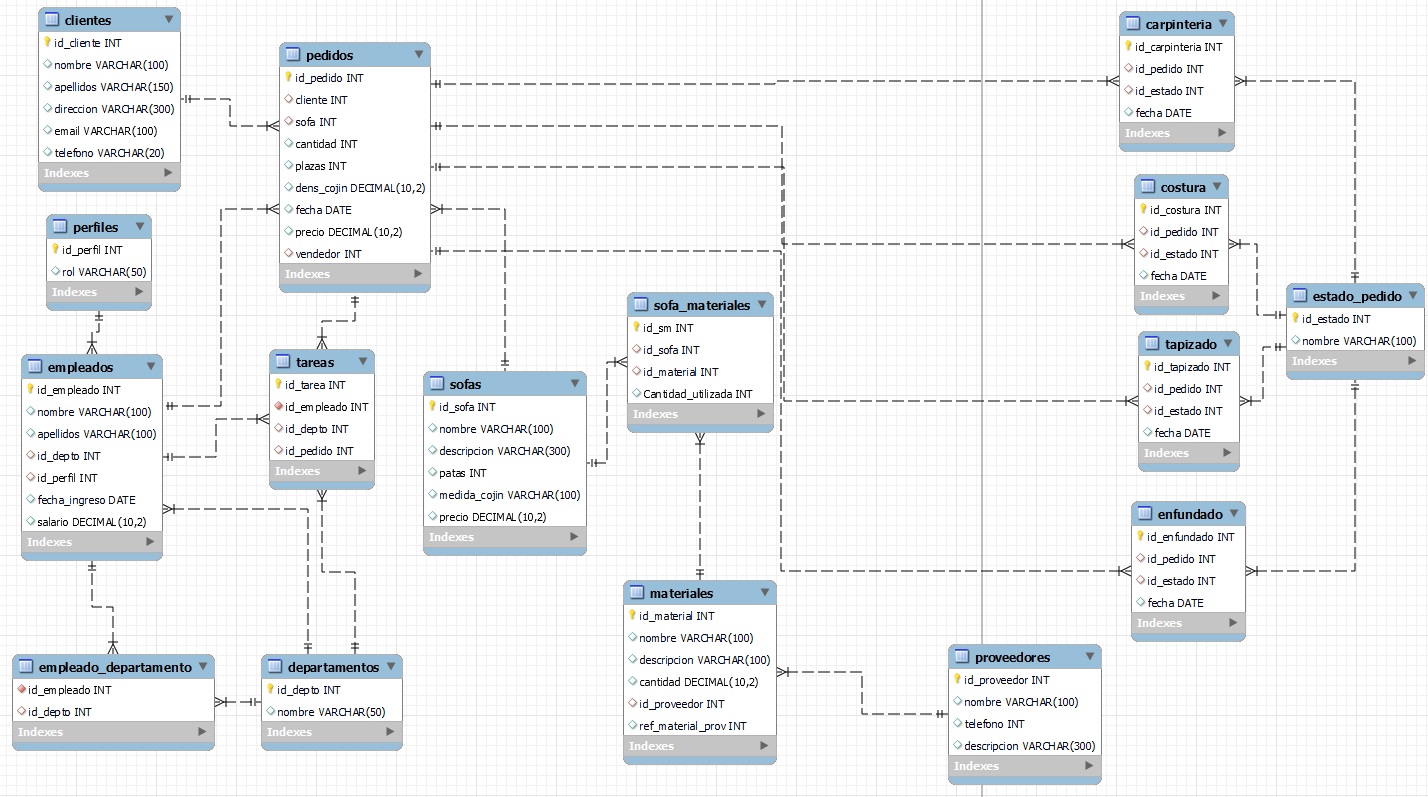 clientes
id_cliente INT
nombre VARCHAR(100)
apellidos VARCHAR(150)
direccion VARCHAR(300)
email VARCHAR(100)
telefono VARCHAR(20)
Indexes
pedidos
id_pedido INT
cliente INT
sofa INT
cantidad INT
plazas INT
dens_cojin DECIMAL(10,2)
fecha DATE
precio DECIMAL(10,2)
vendedor INT
Indexes
carpinteria
id_carpinteria INT
id_pedido INT
id_estado INT
fecha DATE
Indexes
perfiles
id_perfil INT
rol VARCHAR(50)
Indexes
costura
id_costura INT
id_pedido INT
id_estado INT
fecha DATE
Indexes
estado_pedido
id_estado INT
nombre VARCHAR(100)
Indexes
sofa_materiales
id_sm INT
id_sofa INT
id_material INT
Cantidad_utilizada INT
Indexes
tapizado
id_tapizado INT
id_pedido INT
id_estado INT
fecha DATE
Indexes
empleados
id_empleado INT
nombre VARCHAR(100)
apellidos VARCHAR(100)
id_depto INT
id_perfil INT
fecha_ingreso DATE
salario DECIMAL(10,2)
Indexes
tareas
id_tarea INT
id_empleado INT
id_depto INT
id_pedido INT
Indexes
sofas
id_sofa INT
nombre VARCHAR(100)
descripcion VARCHAR(300)
patas INT
medida_cojin VARCHAR(100)
precio DECIMAL(10,2)
Indexes
enfundado
id_enfundado INT
id_pedido INT
id_estado INT
fecha DATE
Indexes
materiales
id_material INT
nombre VARCHAR(100)
descripcion VARCHAR(100)
cantidad DECIMAL(10,2)
id_proveedor INT
ref_material_prov INT
Indexes
empleado_departamento
id_empleado INT
id_depto INT
Indexes
departamentos
id_depto INT
nombre VARCHAR(50)
Indexes
proveedores
id_proveedor INT
nombre VARCHAR(100)
telefono INT
descripcion VARCHAR(300)
Indexes